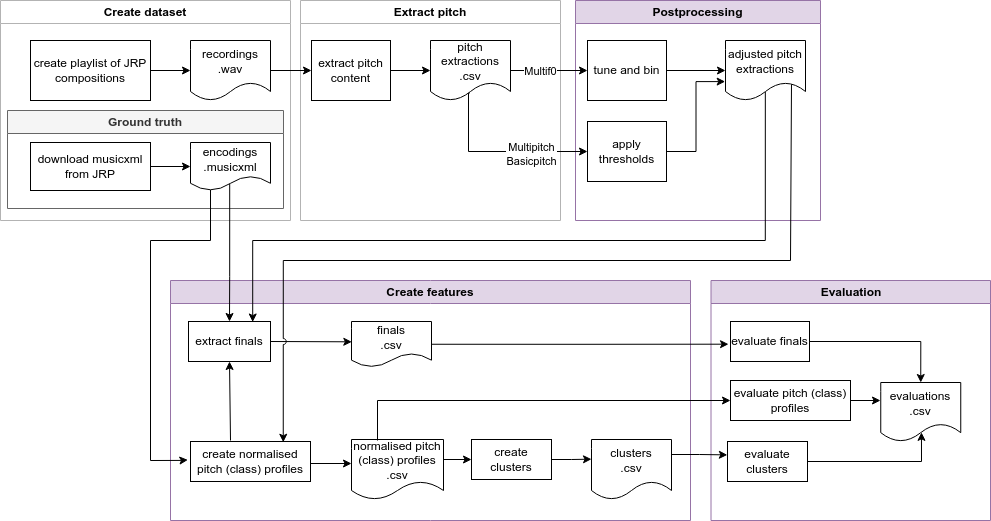 Create dataset
create playlist of JRP
compositions
recordings
.wav
Ground truth
download musicxml
from JRP
encodings
.musicxml
Extract pitch
extract pitch
content
pitch
extractions
.csv
Multif0
Multipitch
Basicpitch
Postprocessing
tune and bin
adjusted pitch
extractions
apply
thresholds
Create features
extract finals
finals
.csv
create normalised
pitch (class) profiles
normalised pitch
(class) profiles
.csv
create
clusters
clusters
.csv
Evaluation
evaluate finals
evaluate pitch (class)
profiles
evaluations
.csv
evaluate
clusters